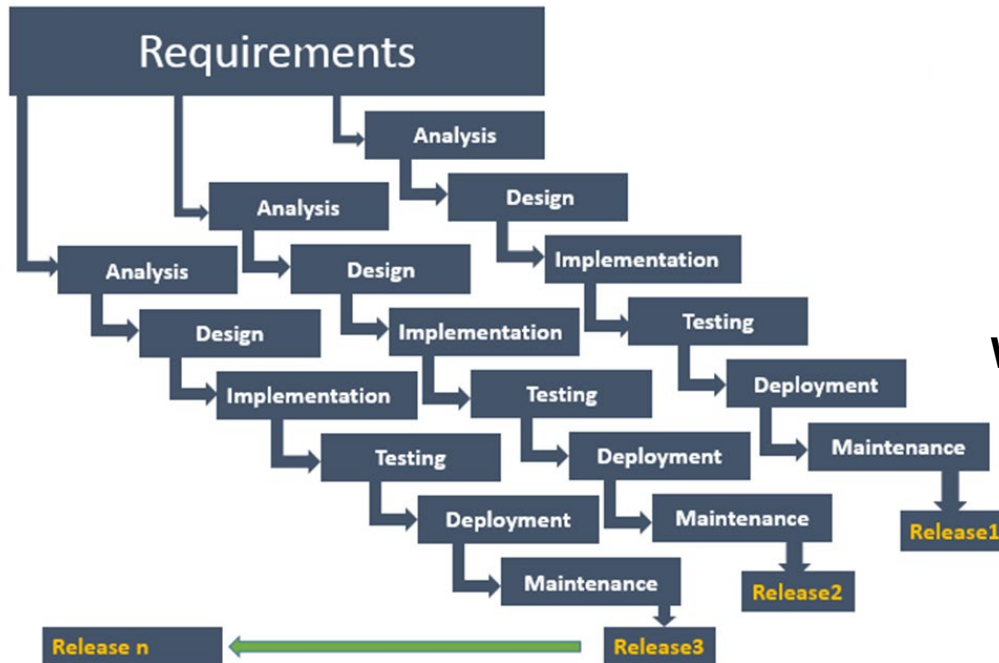 Requirements
Analysis
Design
Implementation
Testing
Deployment
Maintenance
Release1
Analysis
Design
Implementation
Testing
Deployment
Maintenance
Release2
Analysis
Design
Implementation
Testing
Deployment
Maintenance
Release3
Release n